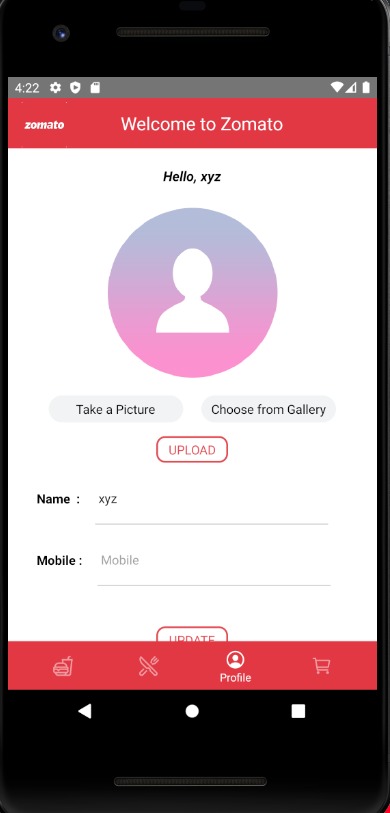 4:22
zomato
Welcome to Zomato
Hello, xyz
Take a Picture
Choose from Gallery
UPLOAD
Name :
xyz
Mobile :
Mobile
UPDATE
Profile